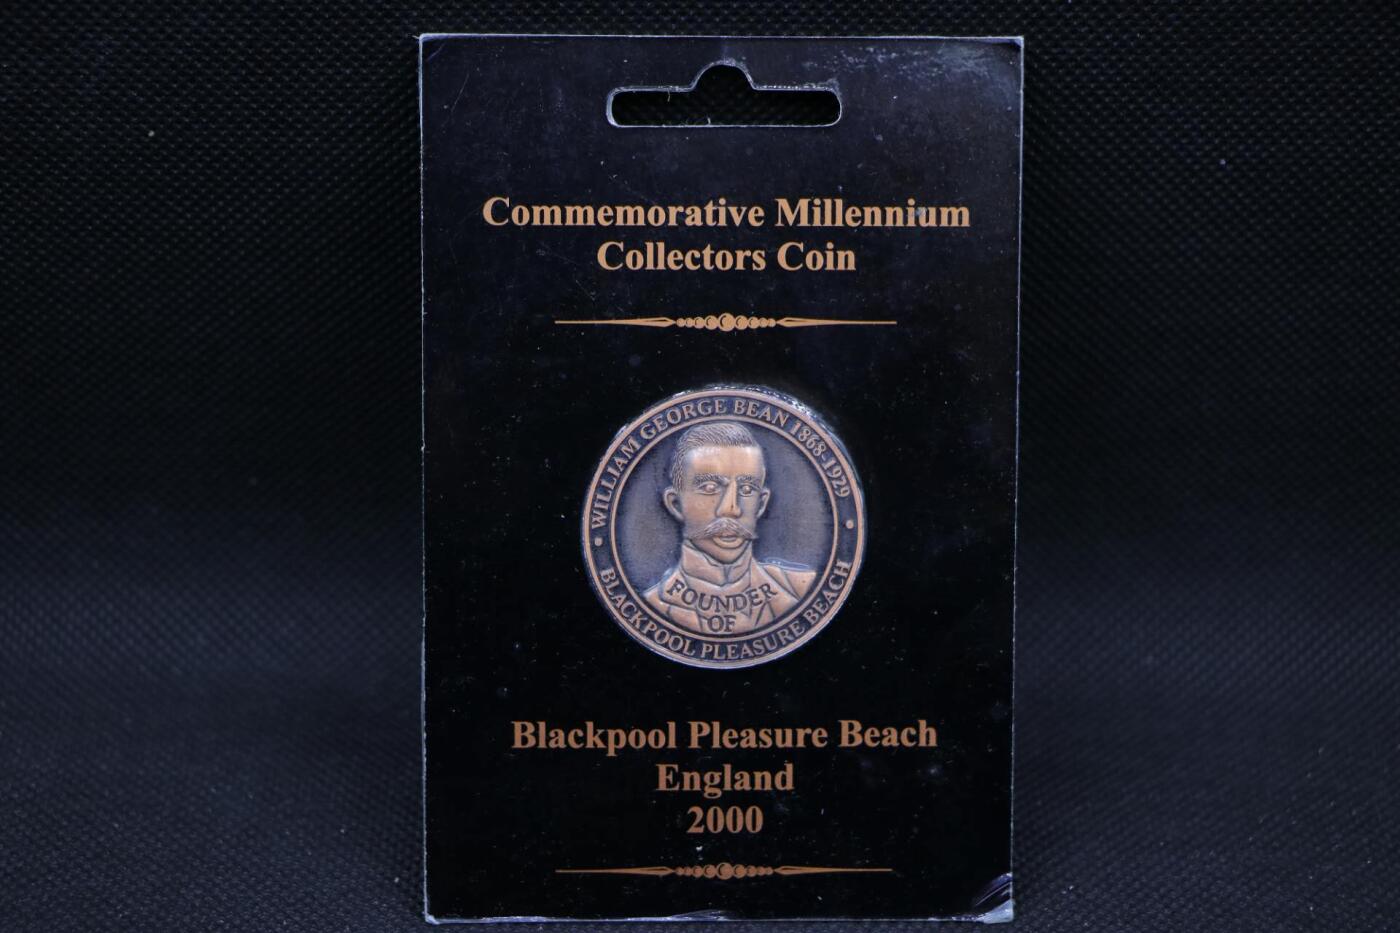 Commemorative Millennium
Collectors Coin
WILLIAM GEORGE BEAN 1868-1929
FOUNDER
OF
BLACKPOOL PLEASURE BEACH
Blackpool Pleasure Beach
England
2000